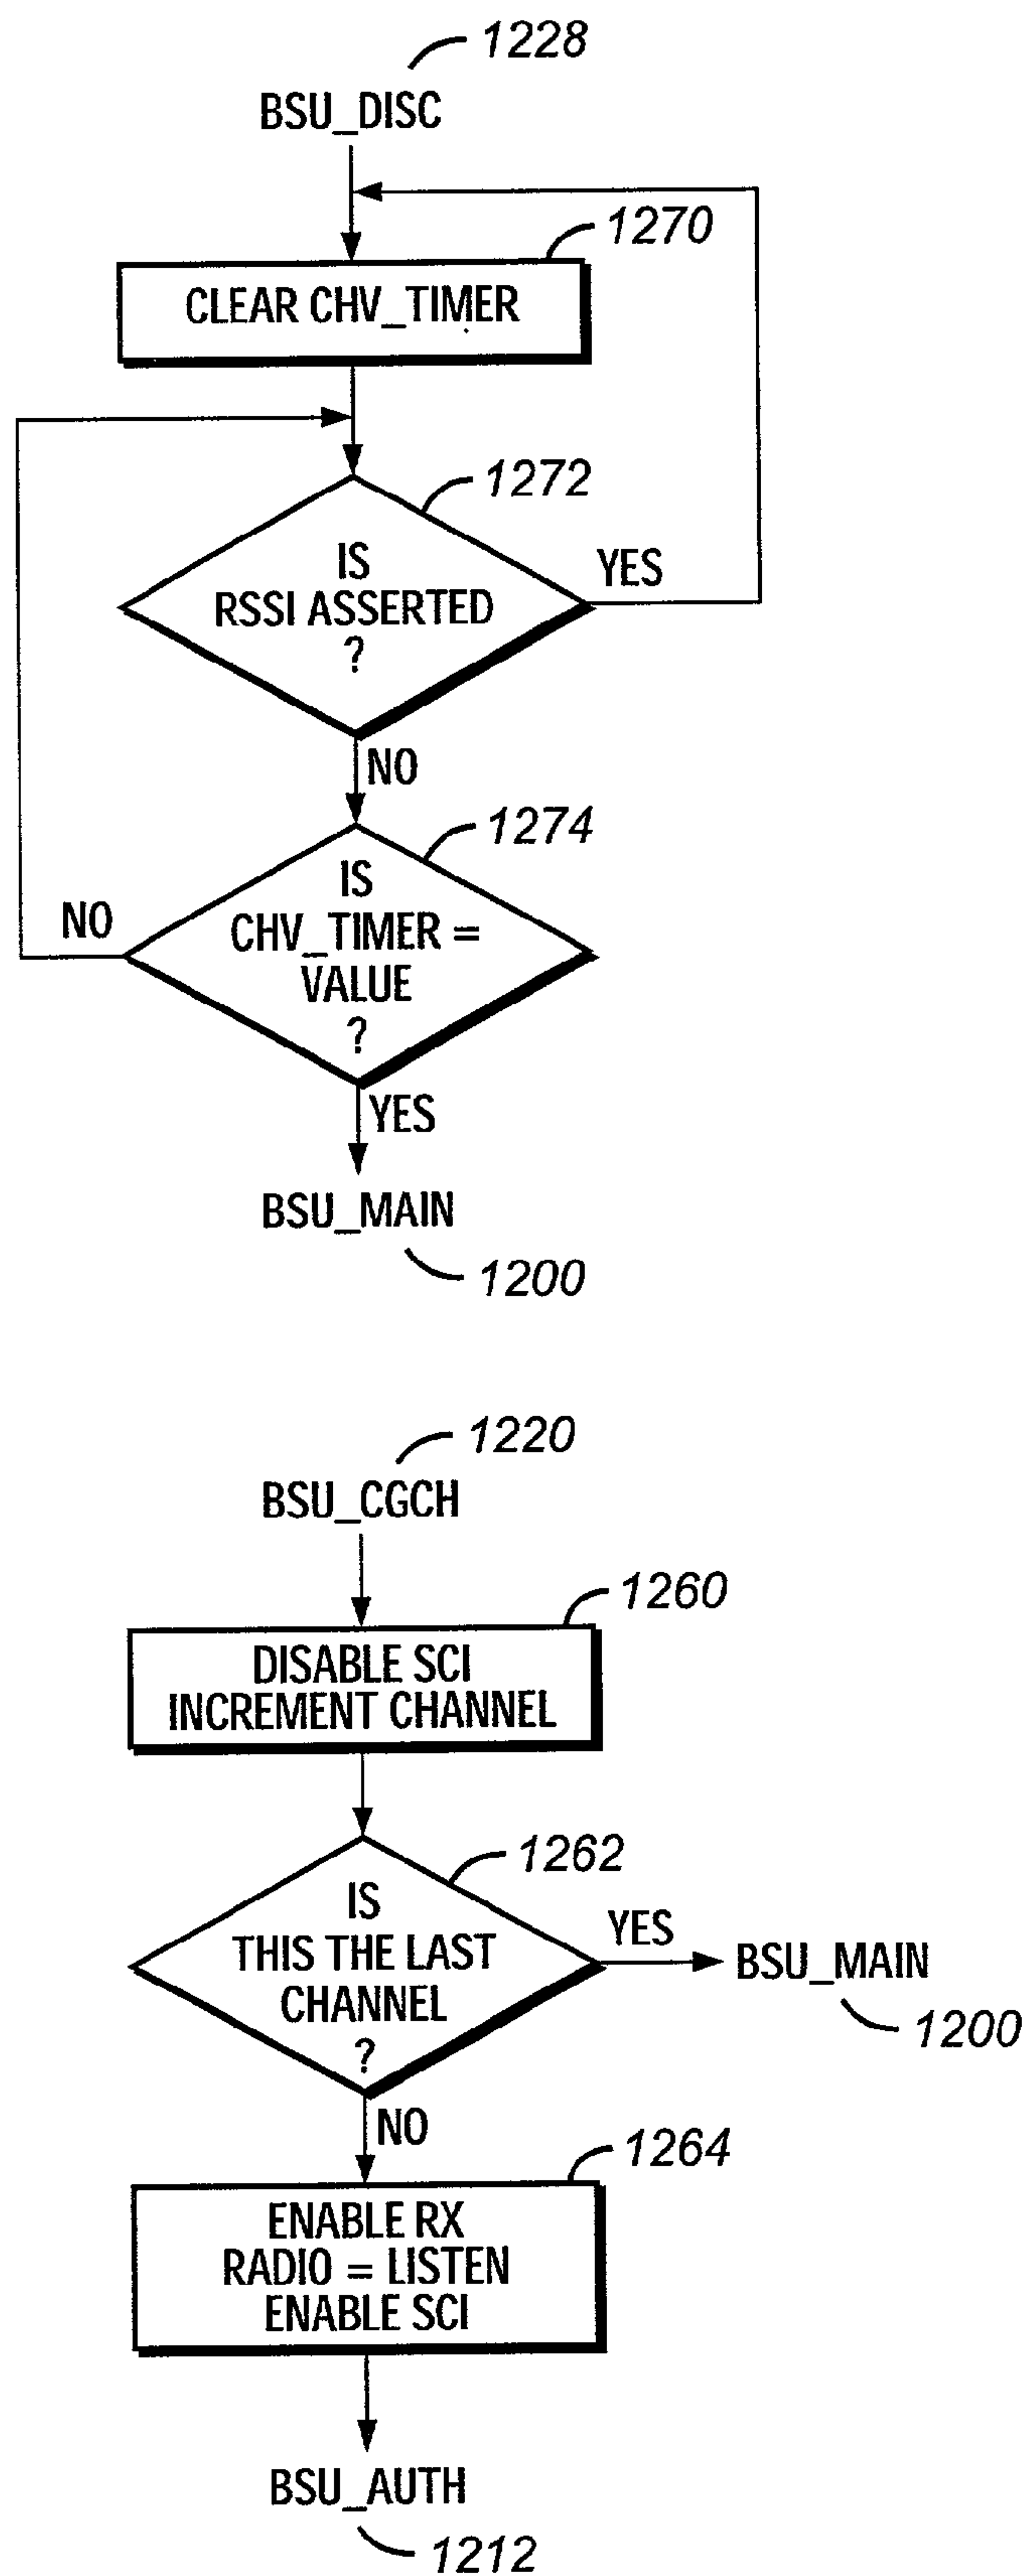 1228
BSU_DISC
1270
CLEAR CHV_TIMER
1272
IS
RSSI ASSERTED
?
YES
NO
1274
IS
CHV_TIMER =
VALUE
?
NO
YES
BSU_MAIN
1200
1220
BSU_CGCH
1260
DISABLE SCI
INCREMENT CHANNEL
1262
IS
THIS THE LAST
CHANNEL
?
YES
BSU_MAIN
1200
NO
1264
ENABLE RX
RADIO = LISTEN
ENABLE SCI
BSU_AUTH
1212